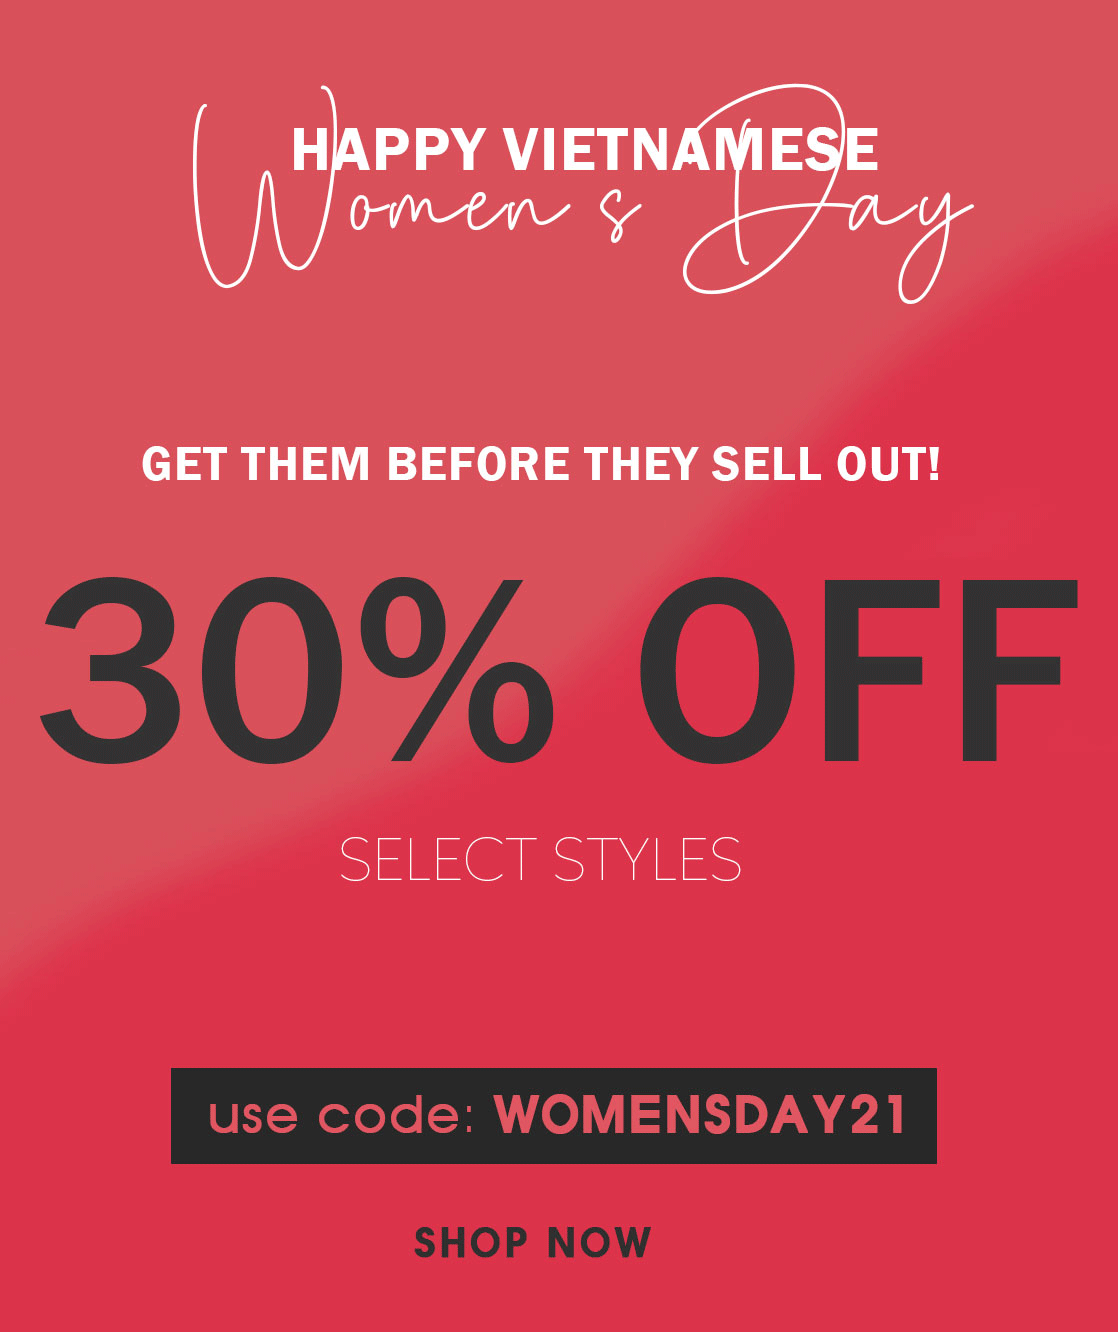 HAPPY VIETNAMESE
Women's Day
GET THEM BEFORE THEY SELL OUT!
30% OFF
SELECT STYLES
use code: WOMENSDAY21
SHOP NOW